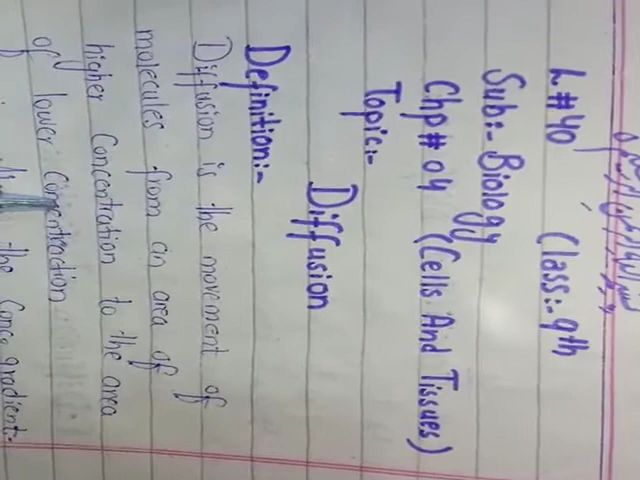 L # 40 Class:- 9th
Sub:- Biology
Chp # 04 (Cells And Tissues)
Topic:-
Diffusion
Definition:-
Diffusion is the movement of
molecules from an area of
higher Concentration to the area
of lower Concentration
the Conc. gradient:-